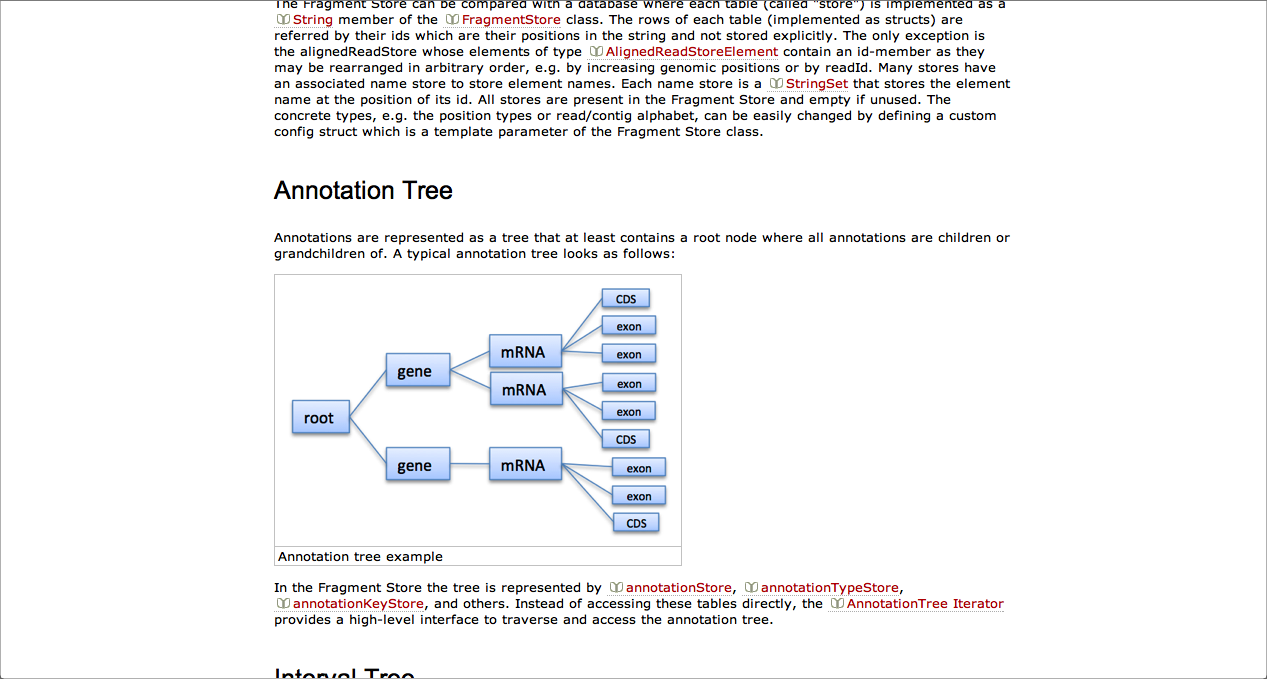 The Fragment Store can be compared with a database where each table (called "store") is implemented as a
String member of the FragmentStore class. The rows of each table (implemented as structs) are
referred by their ids which are their positions in the string and not stored explicitly. The only exception is
the alignedReadStore whose elements of type AlignedReadStoreElement contain an id-member as they
may be rearranged in arbitrary order, e.g. by increasing genomic positions or by readId. Many stores have
an associated name store to store element names. Each name store is a StringSet that stores the element
name at the position of its id. All stores are present in the Fragment Store and empty if unused. The
concrete types, e.g. the position types or read/contig alphabet, can be easily changed by defining a custom
config struct which is a template parameter of the Fragment Store class.
Annotation Tree
Annotations are represented as a tree that at least contains a root node where all annotations are children or
grandchildren of. A typical annotation tree looks as follows:
CDS
exon
mRNA
exon
gene
exon
mRNA
exon
root
CDS
gene
mRNA
exon
exon
CDS
Annotation tree example
In the Fragment Store the tree is represented by annotationStore, annotationTypeStore,
annotationKeyStore, and others. Instead of accessing these tables directly, the AnnotationTree Iterator
provides a high-level interface to traverse and access the annotation tree.
Interval Tree